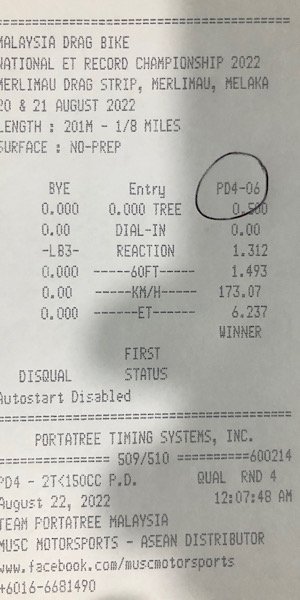 MALAYSIA DRAG BIKE
NATIONAL ET RECORD CHAMPIONSHIP 2022
MERLIMAU DRAG STRIP, MERLIMAU, MELAKA
20 & 21 AUGUST 2022
LENGTH : 201M - 1/8 MILES
SURFACE : NO-PREP
BYE Entry PD4-06
0.000 0.000 TREE 0.500
0.00 DIAL-IN 0.00
-LB3- REACTION 1.312
0.000 -----60FT----- 1.493
0.00 -----KM/H----- 173.07
0.000 ------ET------ 6.237
WINNER
FIRST
DISQUAL STATUS
Autostart Disabled
PORTATREE TIMING SYSTEMS, INC.
============ 509/510 ==========600214
PD4 - 2T<150CC P.D. QUAL RND 4
August 22, 2022 12:07:48 AM
TEAM PORTATREE MALAYSIA
MUSC MOTORSPORTS - ASEAN DISTRIBUTOR
www.facebook.com/muscmotorsports
+6016-6681490